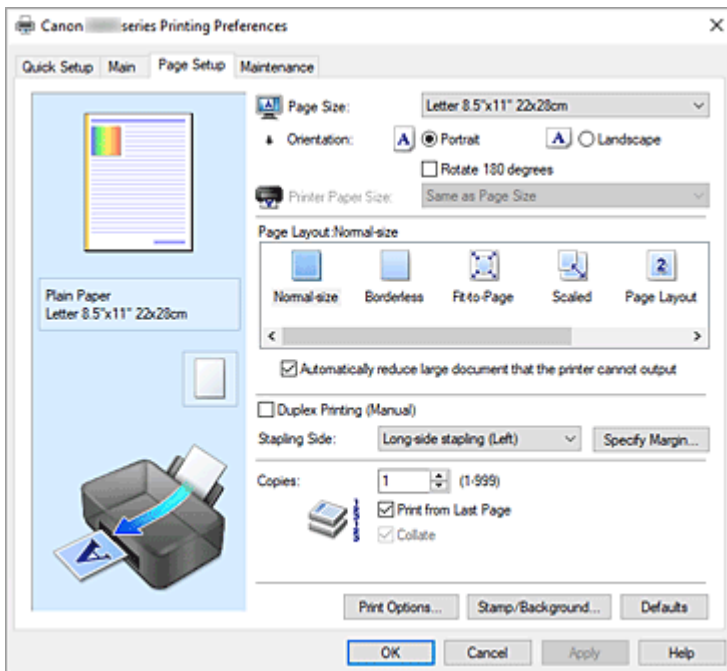 Canon series Printing Preferences
Quick Setup Main Page Setup Maintenance
Page Size: Letter 8.5"x11" 22x28cm
Orientation: A Portrait A Landscape
Rotate 180 degrees
Printer Paper Size: Same as Page Size
Page Layout:Normal-size
Normal-size Borderless Fit-to-Page Scaled Page Layout
Plain Paper
Letter 8.5"x11" 22x28cm
Automatically reduce large document that the printer cannot output
Duplex Printing (Manual)
Stapling Side: Long-side stapling (Left) Specify Margin...
Copies: 1 (1-999)
Print from Last Page
Collate
A
Print Options... Stamp/Background... Defaults
OK Cancel Apply Help